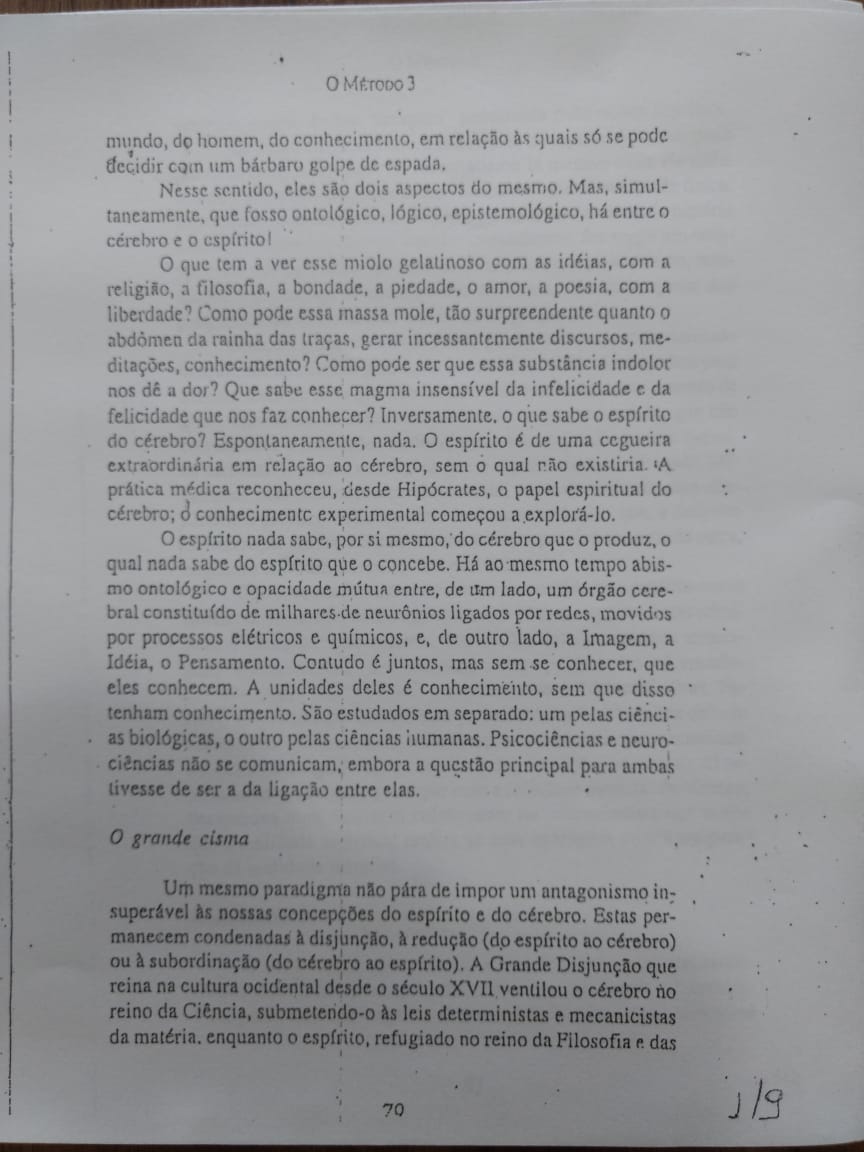 O MÉTODO 3
mundo, do homem, do conhecimento, em relação às quais só se pode
decidir com um bárbaro golpe de espada.
Nesse sentido, eles são dois aspectos do mesmo. Mas, simul-
taneamente, que fosso ontológico, lógico, epistemológico, há entre o
cérebro e o espírito!
O que tem a ver esse miolo gelatinoso com as idéias, com a
religião, a filosofia, a bondade, a piedade, o amor, a poesia, com a
liberdade? Como pode essa massa mole, tão surpreendente quanto o
abdômen da rainha das traças, gerar incessantemente discursos, me-
ditações, conhecimento? Como pode ser que essa substância indolor
nos dê a dor? Que sabe esse magma insensível da infelicidade e da
felicidade que nos faz conhecer? Inversamente, o que sabe o espírito
do cérebro? Espontaneamente, nada. O espírito é de uma cegueira
extraordinária em relação ao cérebro, sem o qual não existiria. A
prática médica reconheceu, desde Hipócrates, o papel espiritual do
cérebro; o conhecimento experimental começou a explorá-lo.
O espírito nada sabe, por si mesmo, do cérebro que o produz, o
qual nada sabe do espírito que o concebe. Há ao mesmo tempo abis-
mo ontológico e opacidade mútua entre, de um lado, um órgão cere-
bral constituído de milhares de neurônios ligados por redes, movidos
por processos elétricos e químicos, e, de outro lado, a Imagem, a
Idéia, o Pensamento. Contudo é juntos, mas sem se conhecer, que
eles conhecem. A unidades deles é conhecimento, sem que disso
tenham conhecimento. São estudados em separado: um pelas ciênci-
as biológicas, o outro pelas ciências humanas. Psicociências e neuro-
ciências não se comunicam, embora a questão principal para ambas
tivesse de ser a da ligação entre elas.
O grande cisma
Um mesmo paradigma não pára de impor um antagonismo in-
superável às nossas concepções do espírito e do cérebro. Estas per-
manecem condenadas à disjunção, à redução (do espírito ao cérebro)
ou à subordinação (do cérebro ao espírito). A Grande Disjunção que
reina na cultura ocidental desde o século XVII ventilou o cérebro no
reino da Ciência, submetendo-o às leis deterministas e mecanicistas
da matéria, enquanto o espírito, refugiado no reino da Filosofia e das
70
1/9